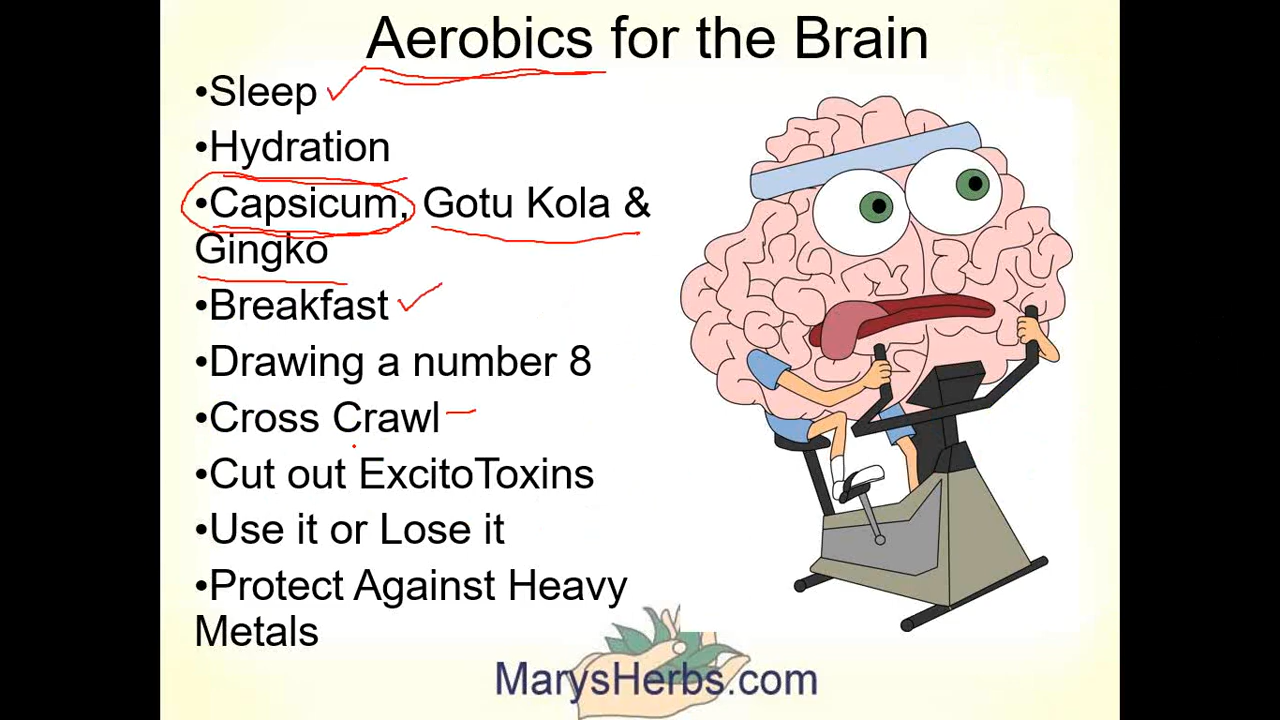 Aerobics for the Brain
•Sleep
•Hydration
•Capsicum, Gotu Kola &
Gingko
•Breakfast
•Drawing a number 8
•Cross Crawl
•Cut out ExcitoToxins
•Use it or Lose it
•Protect Against Heavy
Metals
MarysHerbs.com